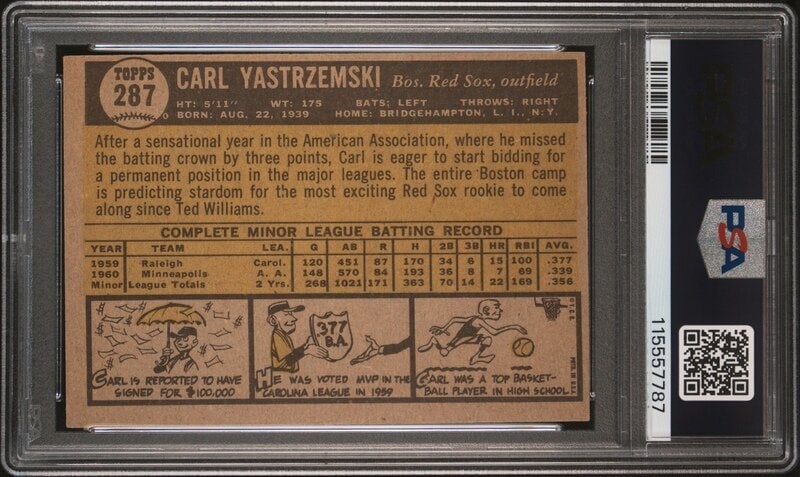 TOPPS
287
CARL YASTRZEMSKI Bos. Red Sox, outfield
HT: 5'11" WT: 175 BATS: LEFT THROWS: RIGHT
BORN: AUG. 22, 1939 HOME: BRIDGEHAMPTON, L. I., N.Y.
After a sensational year in the American Association, where he missed
the batting crown by three points, Carl is eager to start bidding for
a permanent position in the major leagues. The entire Boston camp
is predicting stardom for the most exciting Red Sox rookie to come
along since Ted Williams.
COMPLETE MINOR LEAGUE BATTING RECORD
YEAR TEAM LEA. G AB R H 2B 3B HR RBI AVG.
1959 Raleigh Carol. 120 451 87 170 34 6 15 100 .377
1960 Minneapolis A. A. 148 570 84 193 36 8 7 69 .339
Minor League Totals 2 Yrs. 268 1021 171 363 70 14 22 169 .356
CARL IS REPORTED TO HAVE
SIGNED FOR $100,000
.377
B.A.
HE WAS VOTED MVP IN THE
CAROLINA LEAGUE IN 1959
CARL WAS A TOP BASKET-
BALL PLAYER IN HIGH SCHOOL
©T.C.G.
PRTD. IN U.S.A.
PSA
115557787